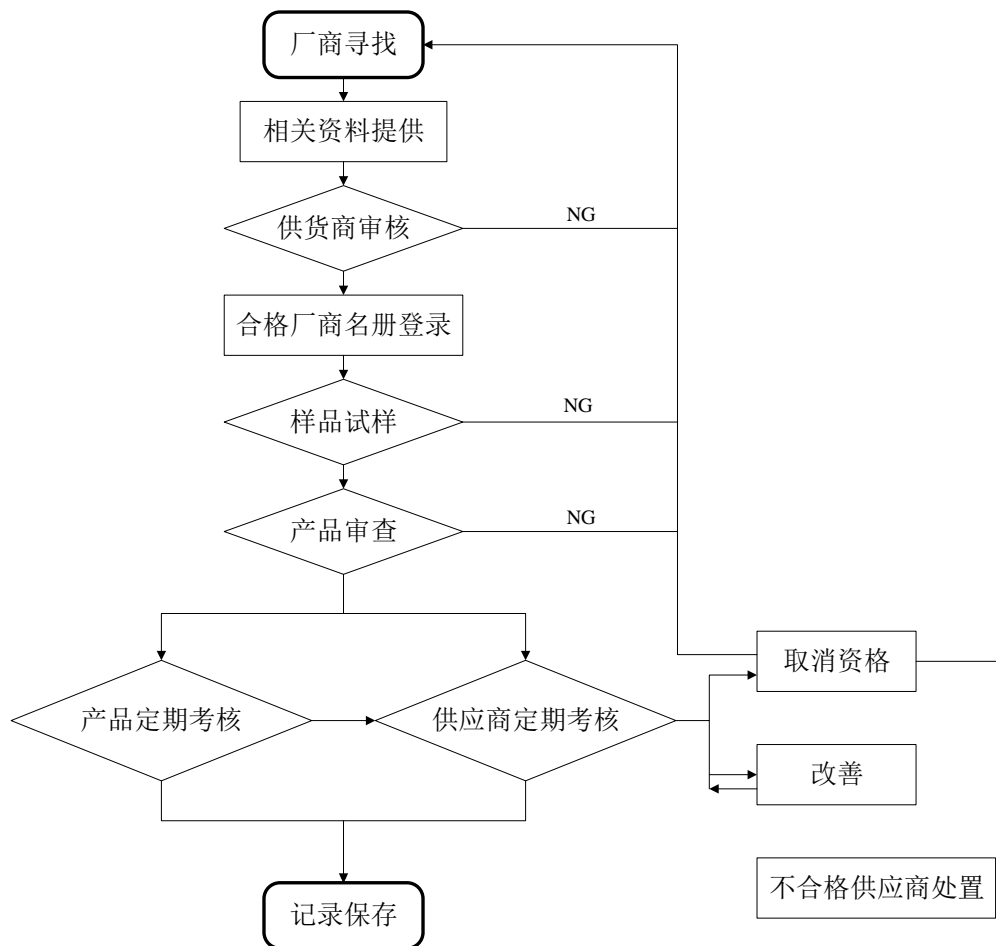 厂商寻找
相关资料提供
供货商审核
NG
合格厂商名册登录
样品试样
NG
产品审查
NG
取消资格
产品定期考核
供应商定期考核
改善
不合格供应商处置
记录保存